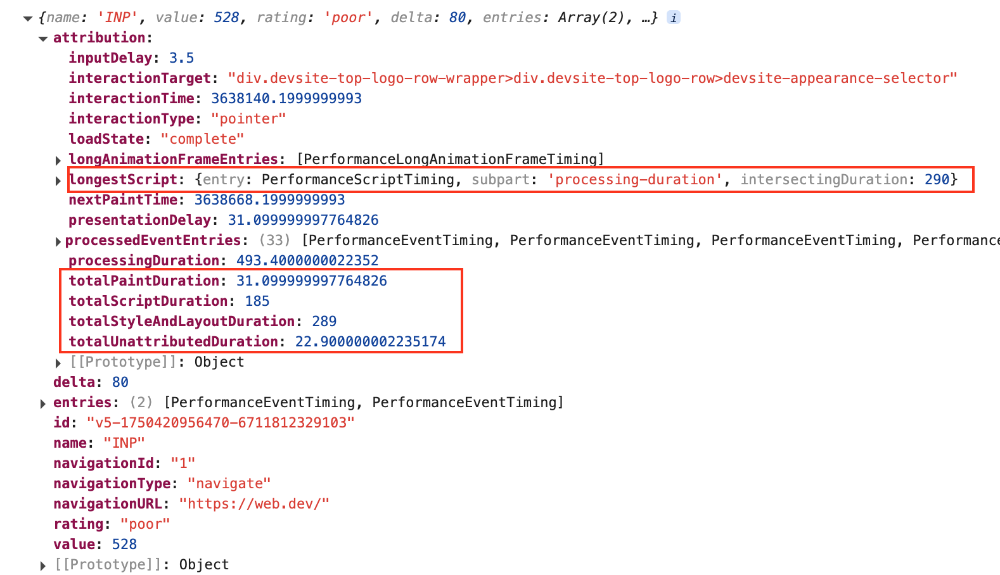 {name: 'INP', value: 528, rating: 'poor', delta: 80, entries: Array(2), …} i
attribution:
inputDelay: 3.5
interactionTarget: "div.devsite-top-logo-row-wrapper>div.devsite-top-logo-row>devsite-appearance-selector"
interactionTime: 3638140.1999999993
interactionType: "pointer"
loadState: "complete"
longAnimationFrameEntries: [PerformanceLongAnimationFrameTiming]
longestScript: {entry: PerformanceScriptTiming, subpart: 'processing-duration', intersectingDuration: 290}
nextPaintTime: 3638668.1999999993
presentationDelay: 31.099999997764826
processedEventEntries: (33) [PerformanceEventTiming, PerformanceEventTiming, PerformanceEventTiming, Performance
processingDuration: 493.4000000022352
totalPaintDuration: 31.099999997764826
totalScriptDuration: 185
totalStyleAndLayoutDuration: 289
totalUnattributedDuration: 22.900000002235174
[[Prototype]]: Object
delta: 80
entries: (2) [PerformanceEventTiming, PerformanceEventTiming]
id: "v5-1750420956470-6711812329103"
name: "INP"
navigationId: "1"
navigationType: "navigate"
navigationURL: "https://web.dev/"
rating: "poor"
value: 528
[[Prototype]]: Object